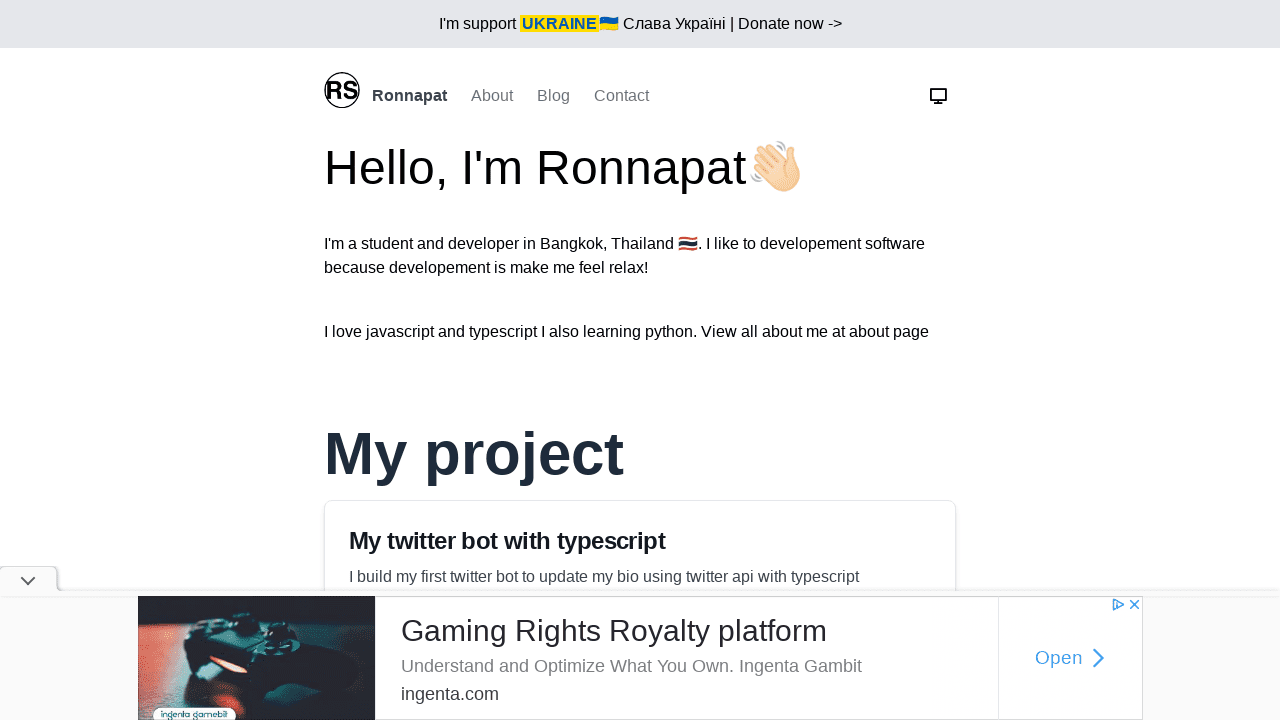 I'm support UKRAINE🇺🇦 Слава Україні | Donate now ->
RS Ronnapat About Blog Contact
Hello, I'm Ronnapat👋🏻
I'm a student and developer in Bangkok, Thailand 🇹🇭. I like to developement software
because developement is make me feel relax!
I love javascript and typescript I also learning python. View all about me at about page
My project
My twitter bot with typescript
I build my first twitter bot to update my bio using twitter api with typescript
Gaming Rights Royalty platform
Understand and Optimize What You Own. Ingenta Gambit
ingenta.com
Open
ingenta gamebit